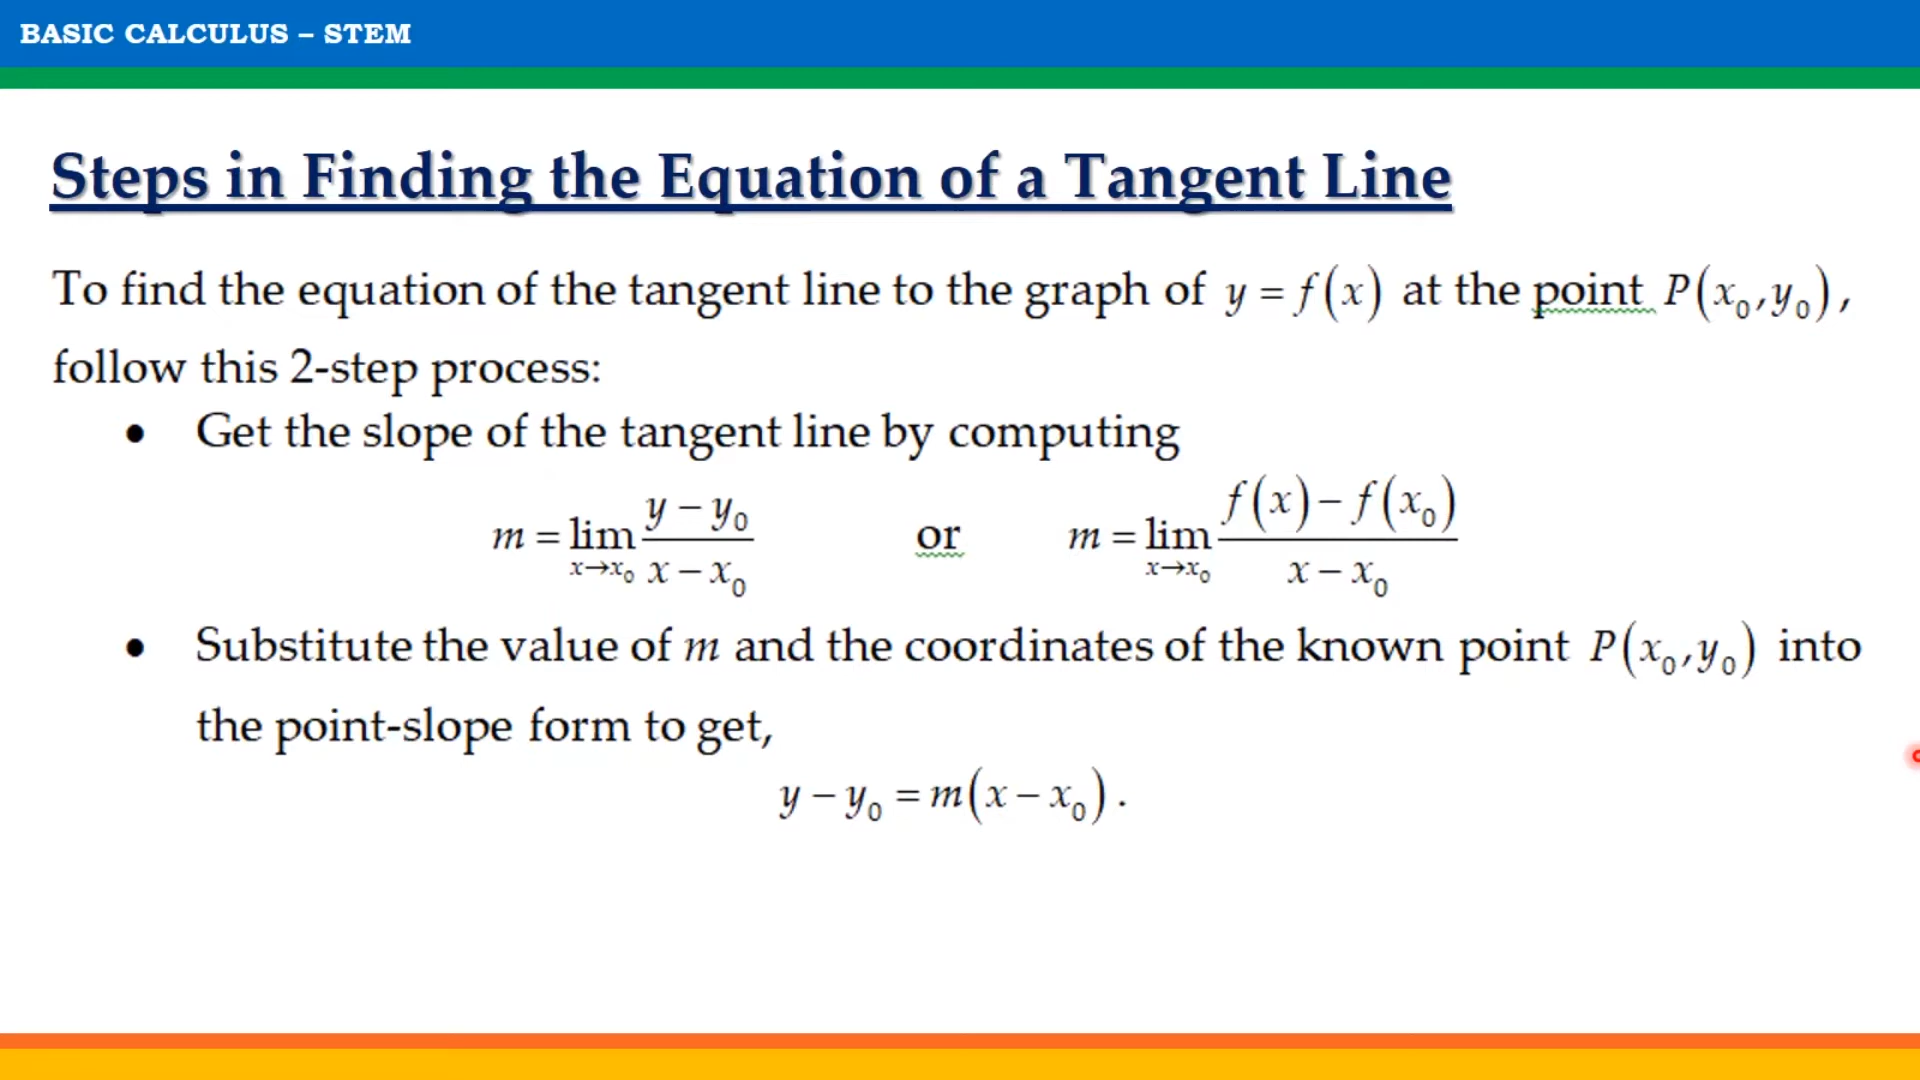 BASIC CALCULUS – STEM
Steps in Finding the Equation of a Tangent Line
To find the equation of the tangent line to the graph of y = f(x) at the point P(x₀, y₀),
follow this 2-step process:
• Get the slope of the tangent line by computing
m = lim x→x₀ (y − y₀)/(x − x₀) or m = lim x→x₀ (f(x) − f(x₀))/(x − x₀)
• Substitute the value of m and the coordinates of the known point P(x₀, y₀) into
the point-slope form to get,
y − y₀ = m(x − x₀).